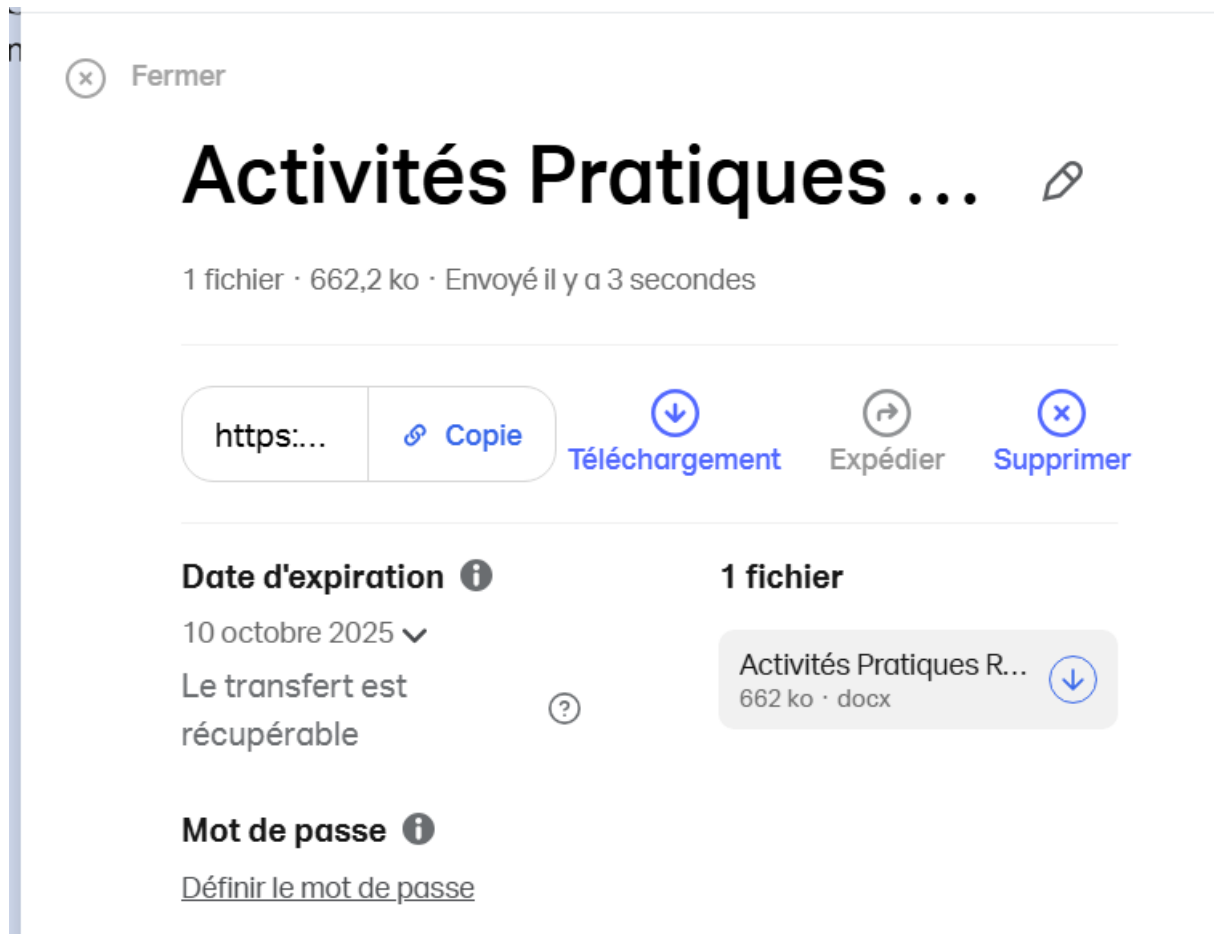 Fermer
Activités Pratiques ...
1 fichier · 662,2 ko · Envoyé il y a 3 secondes
https:... Copie Téléchargement Expédier Supprimer
Date d'expiration
10 octobre 2025
Le transfert est
récupérable
Mot de passe
Définir le mot de passe
1 fichier
Activités Pratiques R...
662 ko · docx